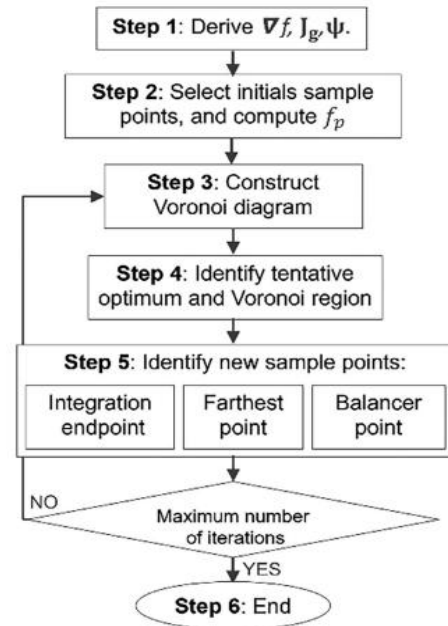 Step 1: Derive ∇f, J_g, ψ.
Step 2: Select initials sample
points, and compute f_p
Step 3: Construct
Voronoi diagram
Step 4: Identify tentative
optimum and Voronoi region
Step 5: Identify new sample points:
Integration
endpoint
Farthest
point
Balancer
point
NO
Maximum number
of iterations
YES
Step 6: End